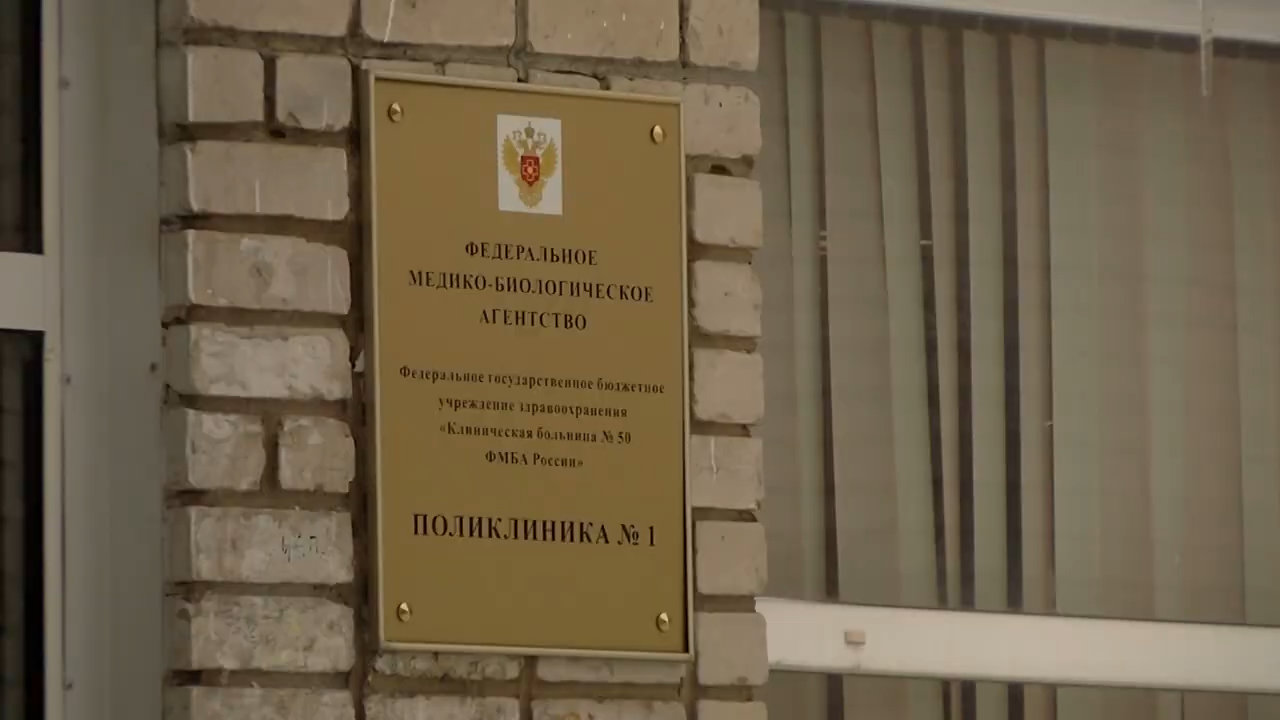 ФЕДЕРАЛЬНОЕ
МЕДИКО-БИОЛОГИЧЕСКОЕ
АГЕНТСТВО
Федеральное государственное бюджетное
учреждение здравоохранения
«Клиническая больница № 50
ФМБА России»
ПОЛИКЛИНИКА № 1